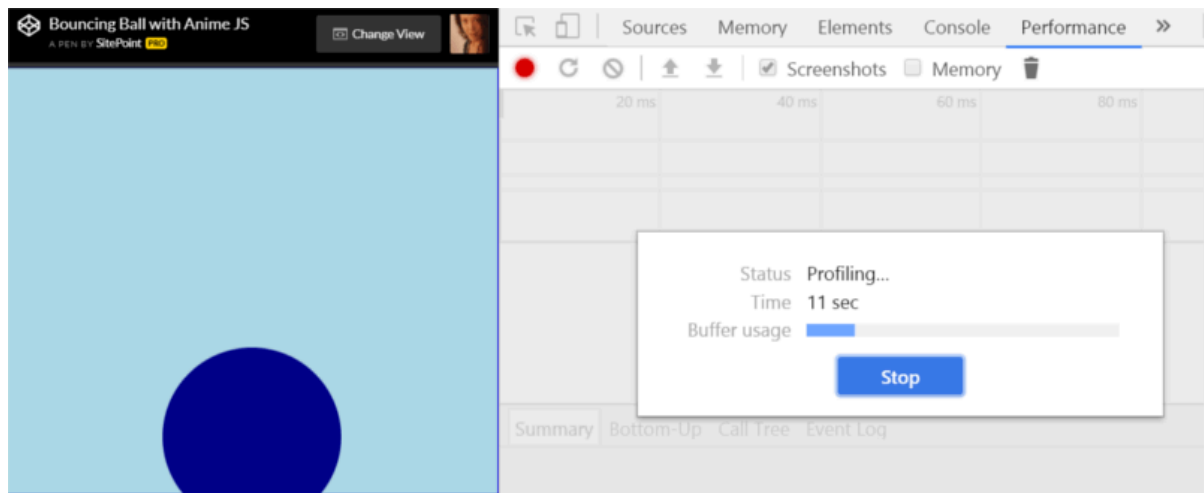 Bouncing Ball with Anime JS
A PEN BY SitePoint PRO
Change View
Sources Memory Elements Console Performance »
Screenshots Memory
20 ms 40 ms 60 ms 80 ms
Status Profiling...
Time 11 sec
Buffer usage
Stop
Summary Bottom-Up Call Tree Event Log